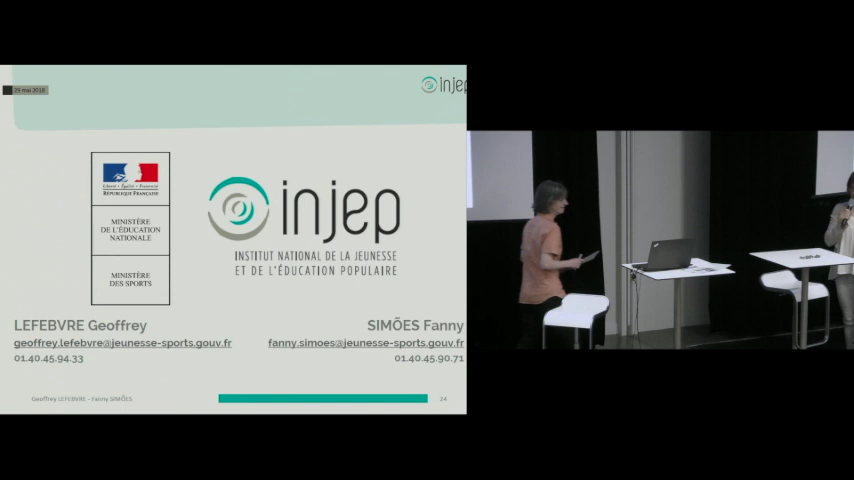 25 mai 2018
injep
Liberté • Égalité • Fraternité
RÉPUBLIQUE FRANÇAISE
MINISTÈRE
DE L'ÉDUCATION
NATIONALE
MINISTÈRE
DES SPORTS
injep
INSTITUT NATIONAL DE LA JEUNESSE
ET DE L'ÉDUCATION POPULAIRE
LEFEBVRE Geoffrey
geoffrey.lefebvre@jeunesse-sports.gouv.fr
01.40.45.94.33
SIMÕES Fanny
fanny.simoes@jeunesse-sports.gouv.fr
01.40.45.90.71
Geoffrey LEFEBVRE - Fanny SIMÕES
24